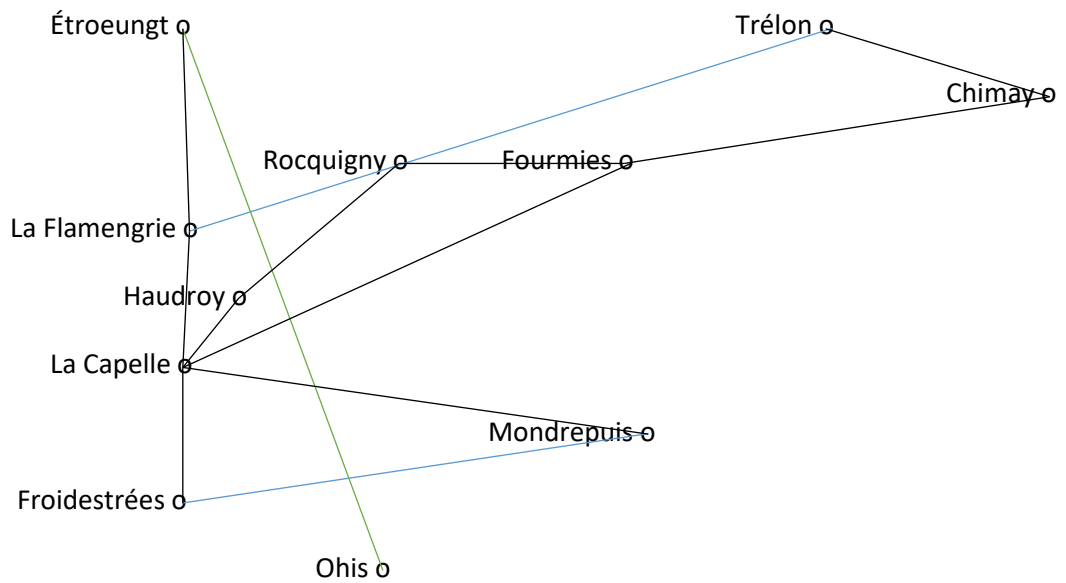 Étroeungt o
Trélon o
Chimay o
Rocquigny o
Fourmies o
La Flamengrie o
Haudroy o
La Capelle o
Mondrepuis o
Froidestrées o
Ohis o